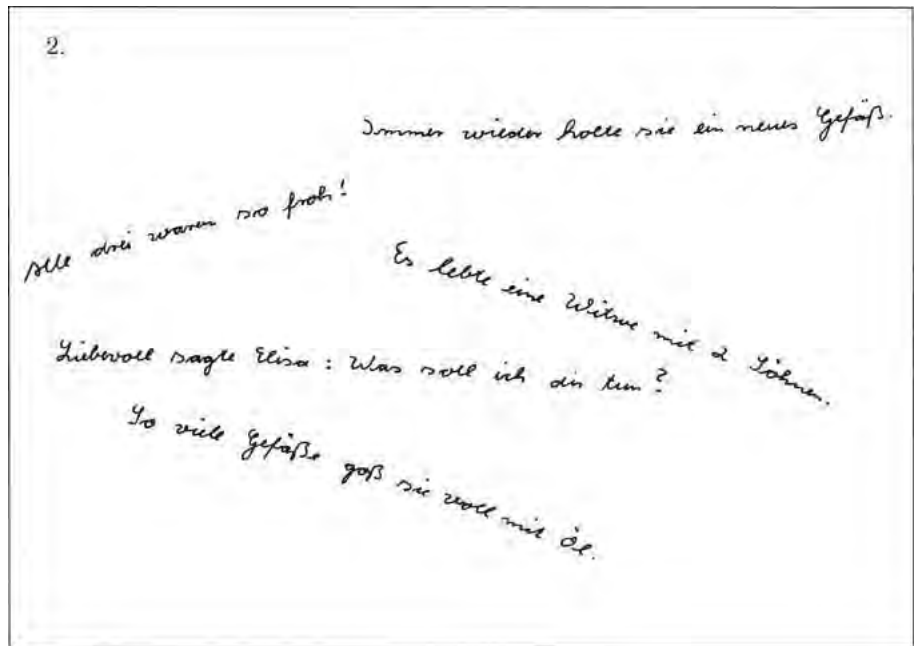 2.
Immer wieder holte sie ein neues Gefäß.
Alle drei waren so froh!
Es lebte eine Witwe mit 2 Söhnen.
Liebevoll sagte Elisa: Was soll ich dir tun?
So viele Gefäße goß sie voll mit Öl.